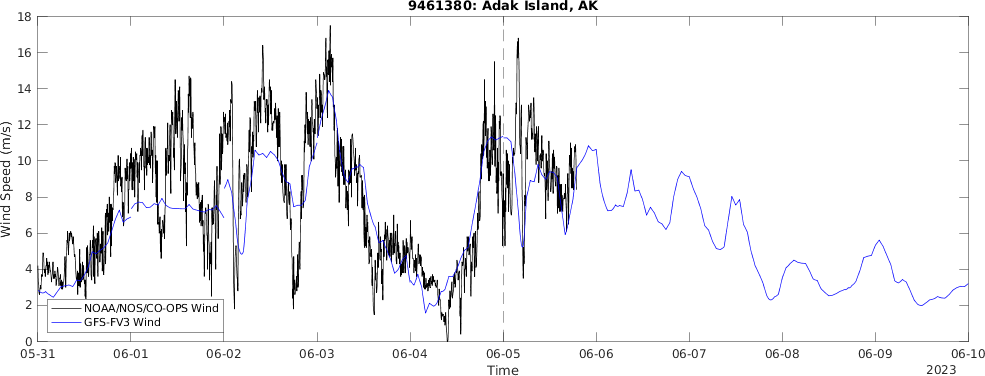 9461380: Adak Island, AK
18
16
14
12
10
8
6
4
2
0
Wind Speed (m/s)
NOAA/NOS/CO-OPS Wind
GFS-FV3 Wind
05-31 06-01 06-02 06-03 06-04 06-05 06-06 06-07 06-08 06-09 06-10
Time
2023